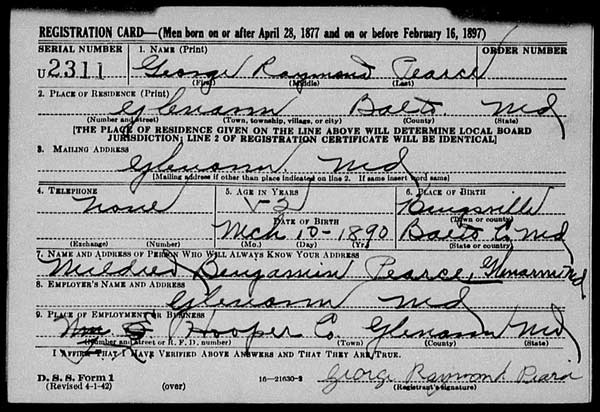 REGISTRATION CARD—(Men born on or after April 28, 1877 and on or before February 16, 1897)
SERIAL NUMBER 1. NAME (Print) ORDER NUMBER
U 2311 George Raymond Pearce
(First) (Middle) (Last)
2. PLACE OF RESIDENCE (Print)
Glenarm Balto. Md
(Number and street) (Town, township, village, or city) (County) (State)
[THE PLACE OF RESIDENCE GIVEN ON THE LINE ABOVE WILL DETERMINE LOCAL BOARD
JURISDICTION; LINE 2 OF REGISTRATION CERTIFICATE WILL BE IDENTICAL]
3. MAILING ADDRESS
Glenarm. Md
[Mailing address if other than place indicated on line 2. If same insert word same]
4. TELEPHONE 5. AGE IN YEARS 6. PLACE OF BIRTH
None 52 Kingsville
DATE OF BIRTH (Town or county)
Mch 10-1890 Balto C. Md
(Exchange) (Number) (Mo.) (Day) (Yr.) (State or country)
7. NAME AND ADDRESS OF PERSON WHO WILL ALWAYS KNOW YOUR ADDRESS
Mildred Benjamin Pearce, Glenarm Md
8. EMPLOYER'S NAME AND ADDRESS
Glenarm Md
9. PLACE OF EMPLOYMENT OR BUSINESS
Wm E. Hooper Co Glenarm Md
(Number and street or R. F. D. number) (Town) (County) (State)
I AFFIRM THAT I HAVE VERIFIED ABOVE ANSWERS AND THAT THEY ARE TRUE.
D. S. S. Form 1 George Raymond Pearce
(Revised 4-1-42) (over) 16—21630-2 (Registrant's signature)